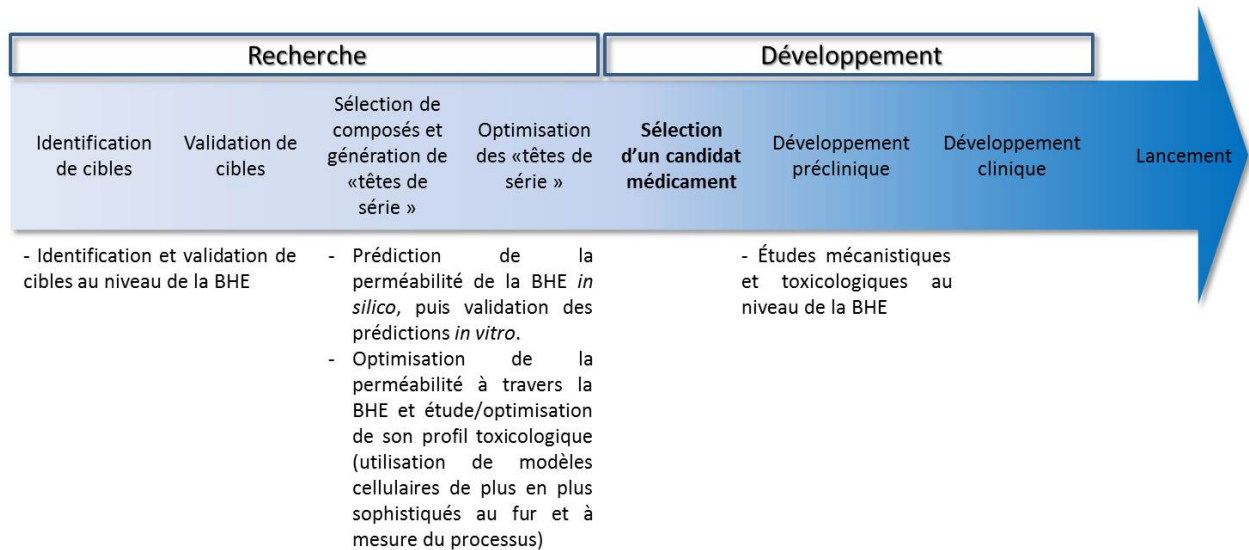 Recherche
Développement
Identification
de cibles
Validation de
cibles
Sélection de
composés et
génération de
«têtes de
série »
Optimisation
des «têtes de
série »
Sélection
d’un candidat
médicament
Développement
préclinique
Développement
clinique
Lancement
- Identification et validation de
cibles au niveau de la BHE
- Prédiction de la
perméabilité de la BHE in
silico, puis validation des
prédictions in vitro.
- Optimisation de la
perméabilité à travers la
BHE et étude/optimisation
de son profil toxicologique
(utilisation de modèles
cellulaires de plus en plus
sophistiqués au fur et à
mesure du processus)
- Études mécanistiques
et toxicologiques au
niveau de la BHE